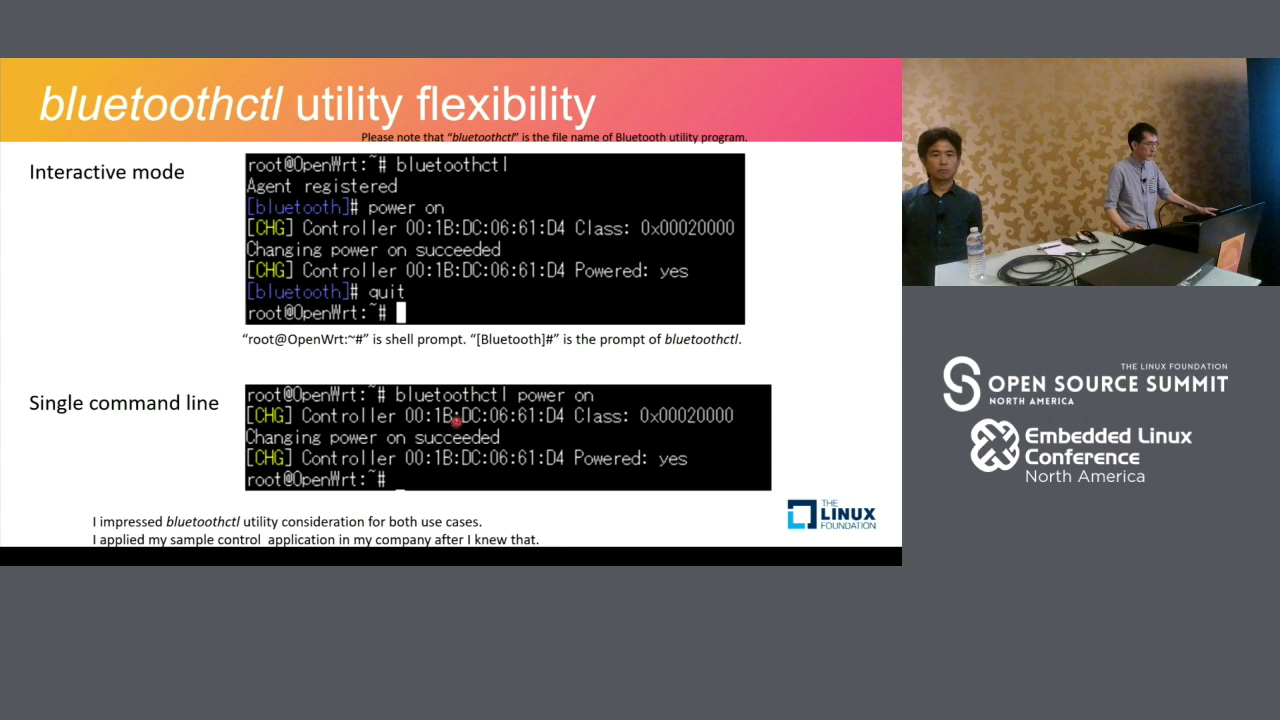 bluetoothctl utility flexibility
Please note that “bluetoothctl” is the file name of Bluetooth utility program.
Interactive mode
root@OpenWrt:~# bluetoothctl
Agent registered
[bluetooth]# power on
[CHG] Controller 00:1B:DC:06:61:D4 Class: 0x00020000
Changing power on succeeded
[CHG] Controller 00:1B:DC:06:61:D4 Powered: yes
[bluetooth]# quit
root@OpenWrt:~#
“root@OpenWrt:~#” is shell prompt. “[Bluetooth]#” is the prompt of bluetoothctl.
Single command line
root@OpenWrt:~# bluetoothctl power on
[CHG] Controller 00:1B:DC:06:61:D4 Class: 0x00020000
Changing power on succeeded
[CHG] Controller 00:1B:DC:06:61:D4 Powered: yes
root@OpenWrt:~#
I impressed bluetoothctl utility consideration for both use cases.
I applied my sample control application in my company after I knew that.
THE
LINUX
FOUNDATION
THE LINUX FOUNDATION
OPEN SOURCE SUMMIT
NORTH AMERICA
Embedded Linux
Conference
North America